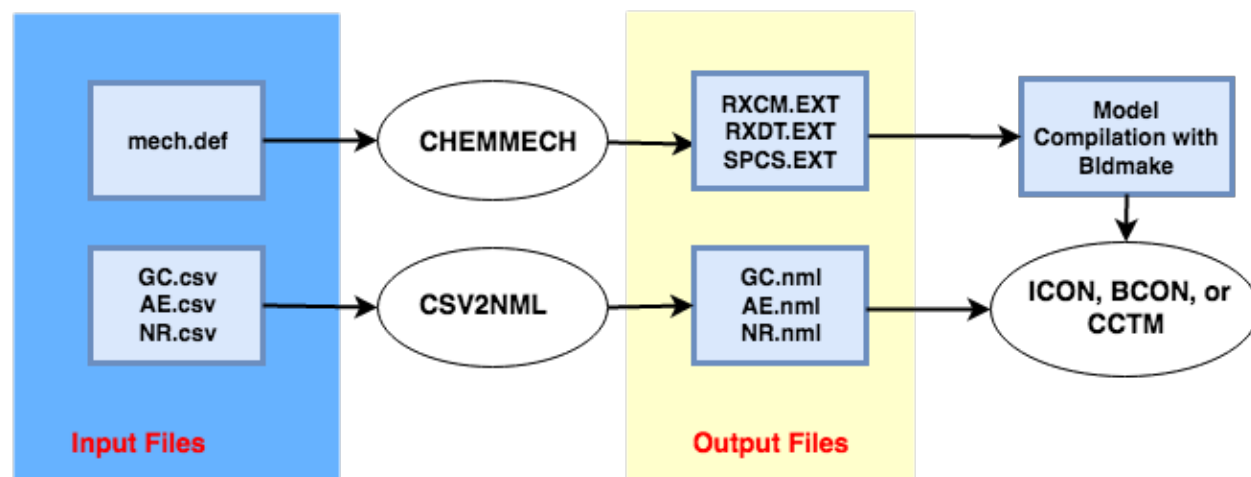 mech.def
CHEMMECH
RXCM.EXT
RXDT.EXT
SPCS.EXT
Model
Compilation with
Bldmake
GC.csv
AE.csv
NR.csv
CSV2NML
GC.nml
AE.nml
NR.nml
ICON, BCON, or
CCTM
Input Files
Output Files